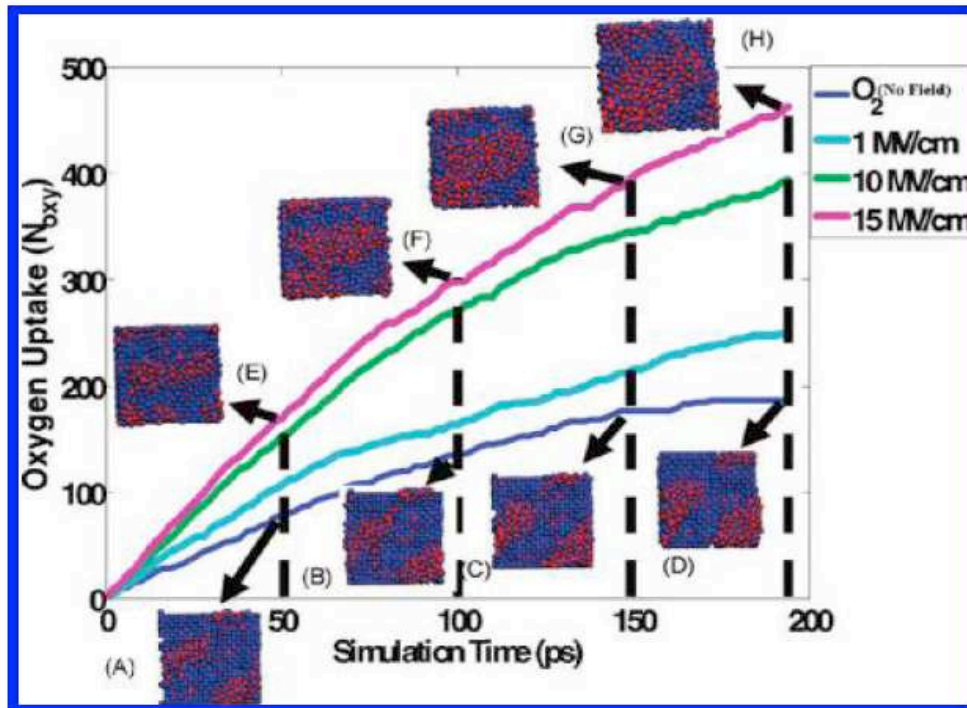 (H)
500
O2 (No Field)
1 MV/cm
10 MV/cm
15 MV/cm
(G)
400
(F)
300
(E)
200
100
0
Oxygen Uptake (Noxy)
(B)
(C)
(D)
(A)
0 50 100 150 200
Simulation Time (ps)